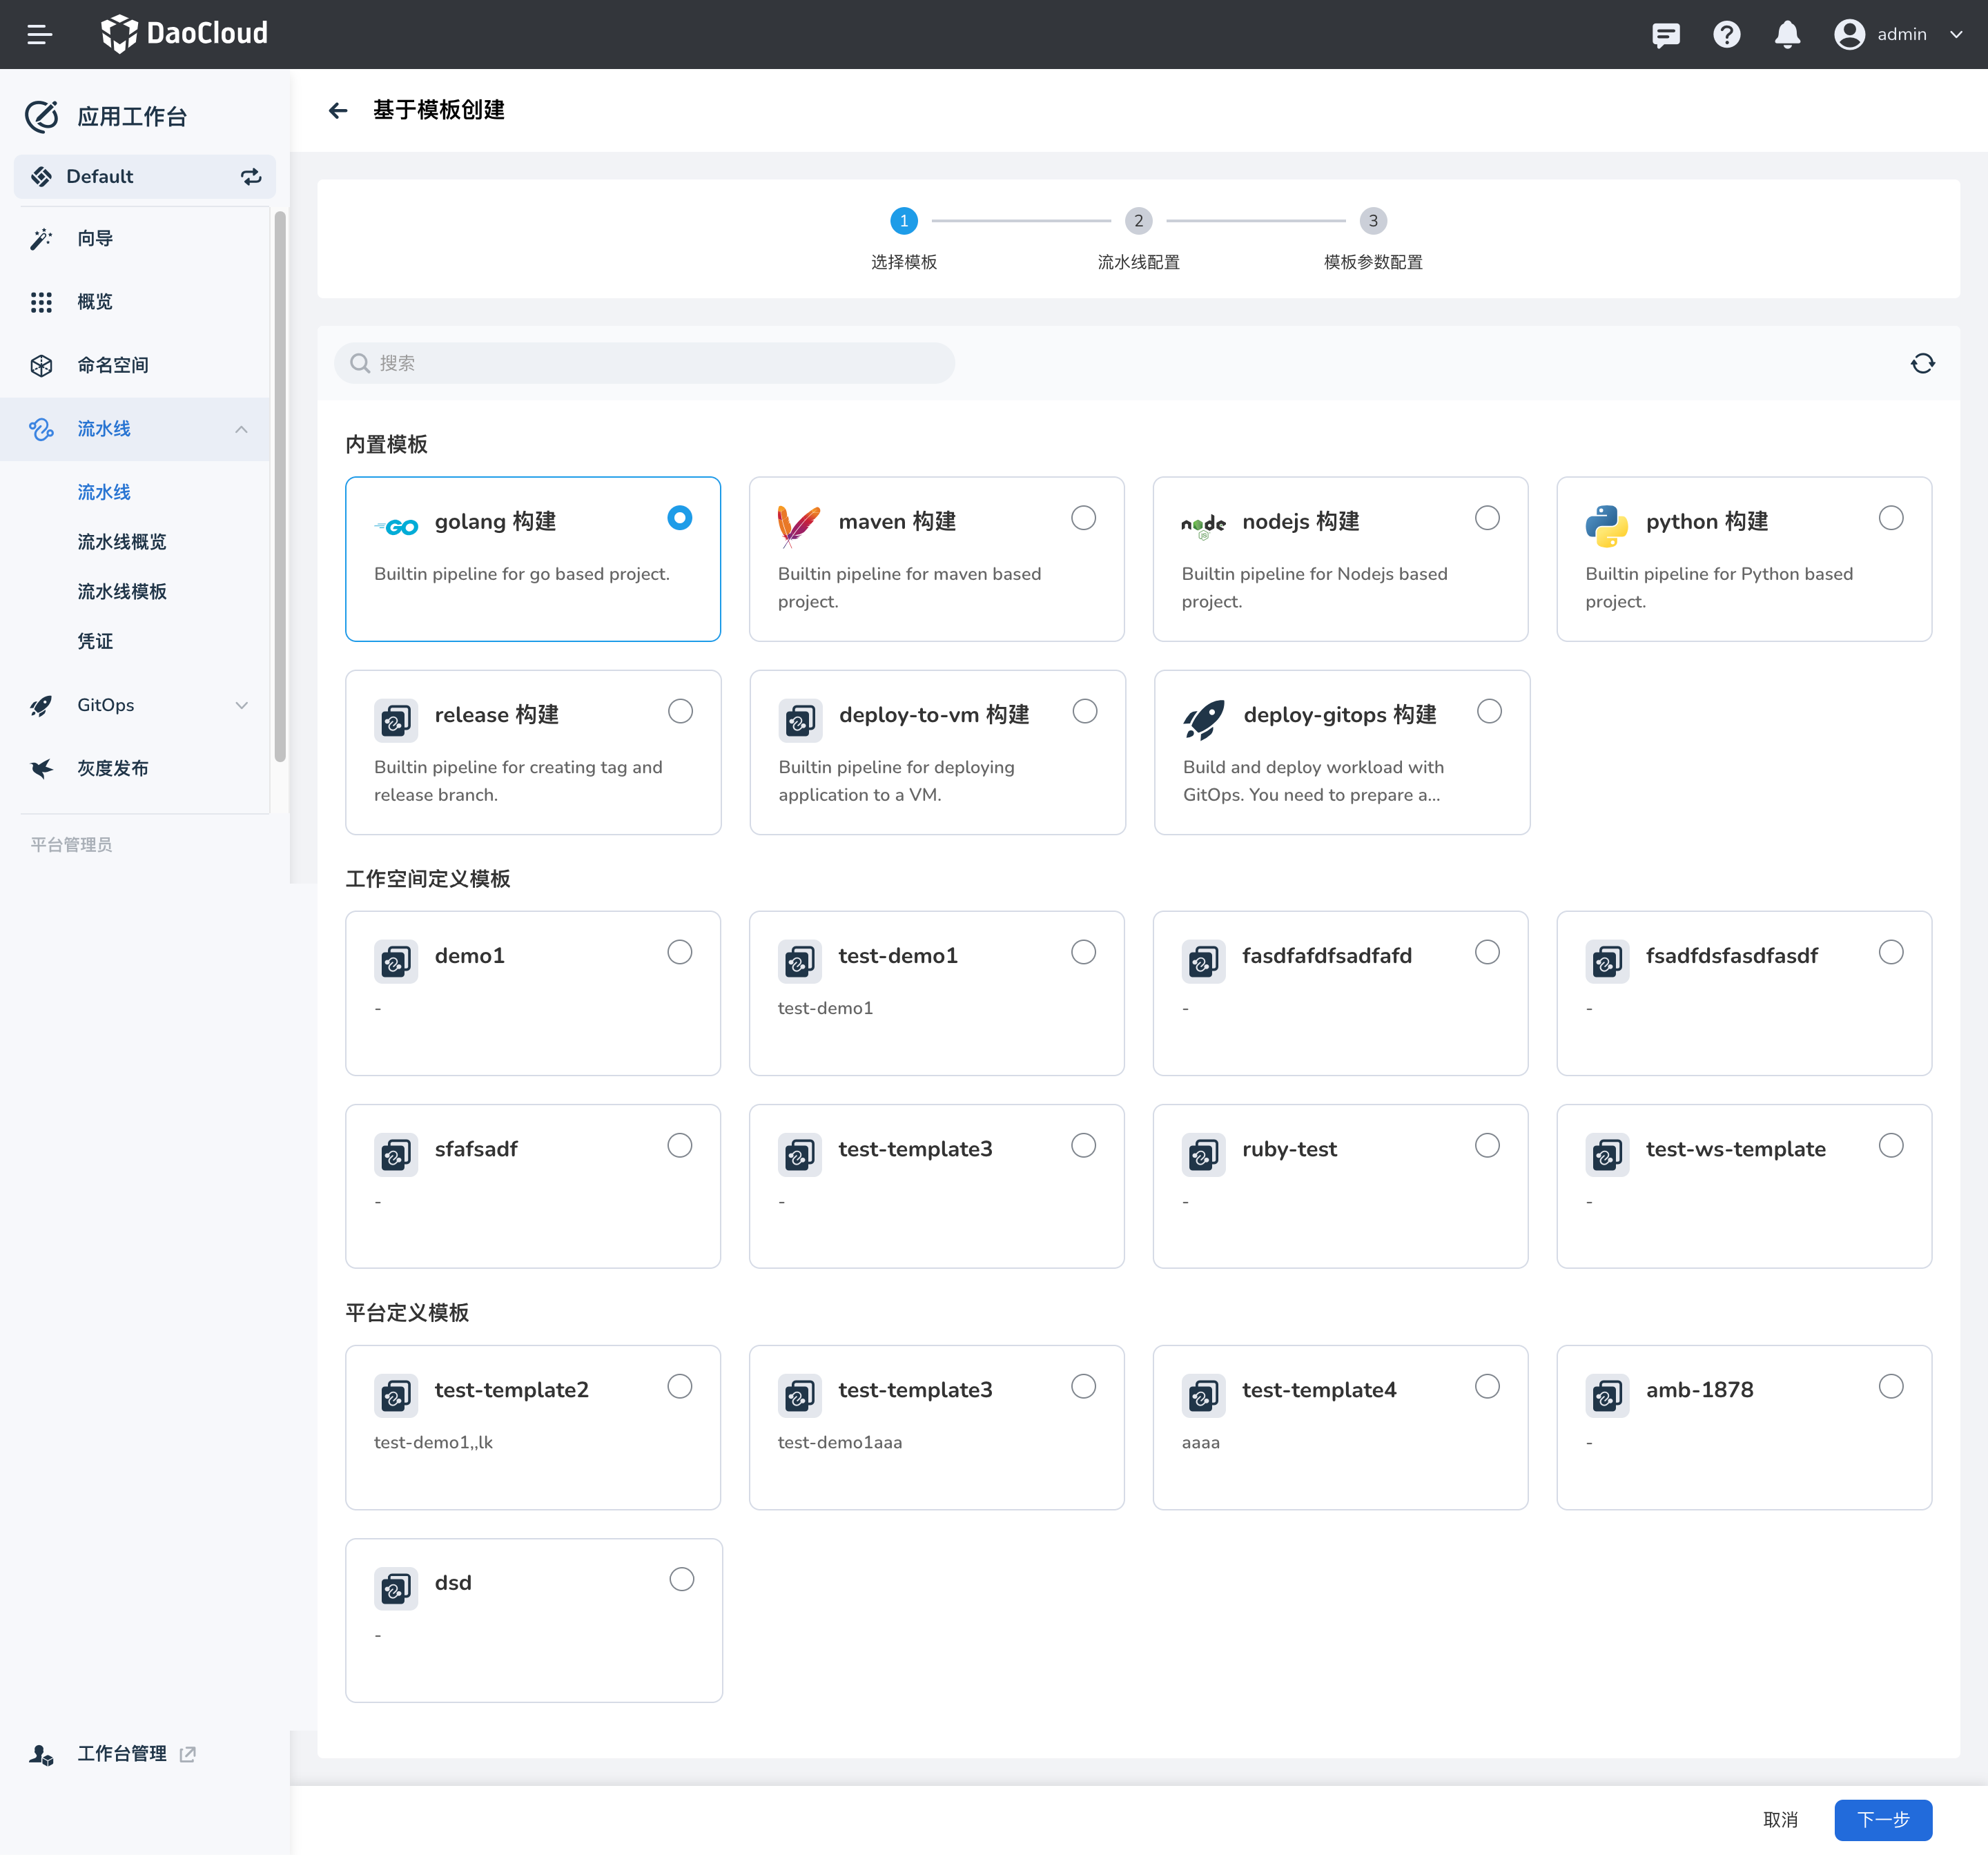 DaoCloud
admin
应用工作台
Default
向导
概览
命名空间
流水线
流水线
流水线概览
流水线模板
凭证
GitOps
灰度发布
平台管理员
工作台管理
基于模板创建
1
2
3
选择模板
流水线配置
模板参数配置
搜索
内置模板
GO
golang 构建
Builtin pipeline for go based project.
maven 构建
Builtin pipeline for maven based
project.
node
nodejs 构建
Builtin pipeline for Nodejs based
project.
python 构建
Builtin pipeline for Python based
project.
release 构建
Builtin pipeline for creating tag and
release branch.
deploy-to-vm 构建
Builtin pipeline for deploying
application to a VM.
deploy-gitops 构建
Build and deploy workload with
GitOps. You need to prepare a...
工作空间定义模板
demo1
-
test-demo1
test-demo1
fasdfafdfsadfafd
-
fsadfdsfasdfasdf
-
sfafsadf
-
test-template3
-
ruby-test
-
test-ws-template
-
平台定义模板
test-template2
test-demo1,,lk
test-template3
test-demo1aaa
test-template4
aaaa
amb-1878
-
dsd
-
取消
下一步